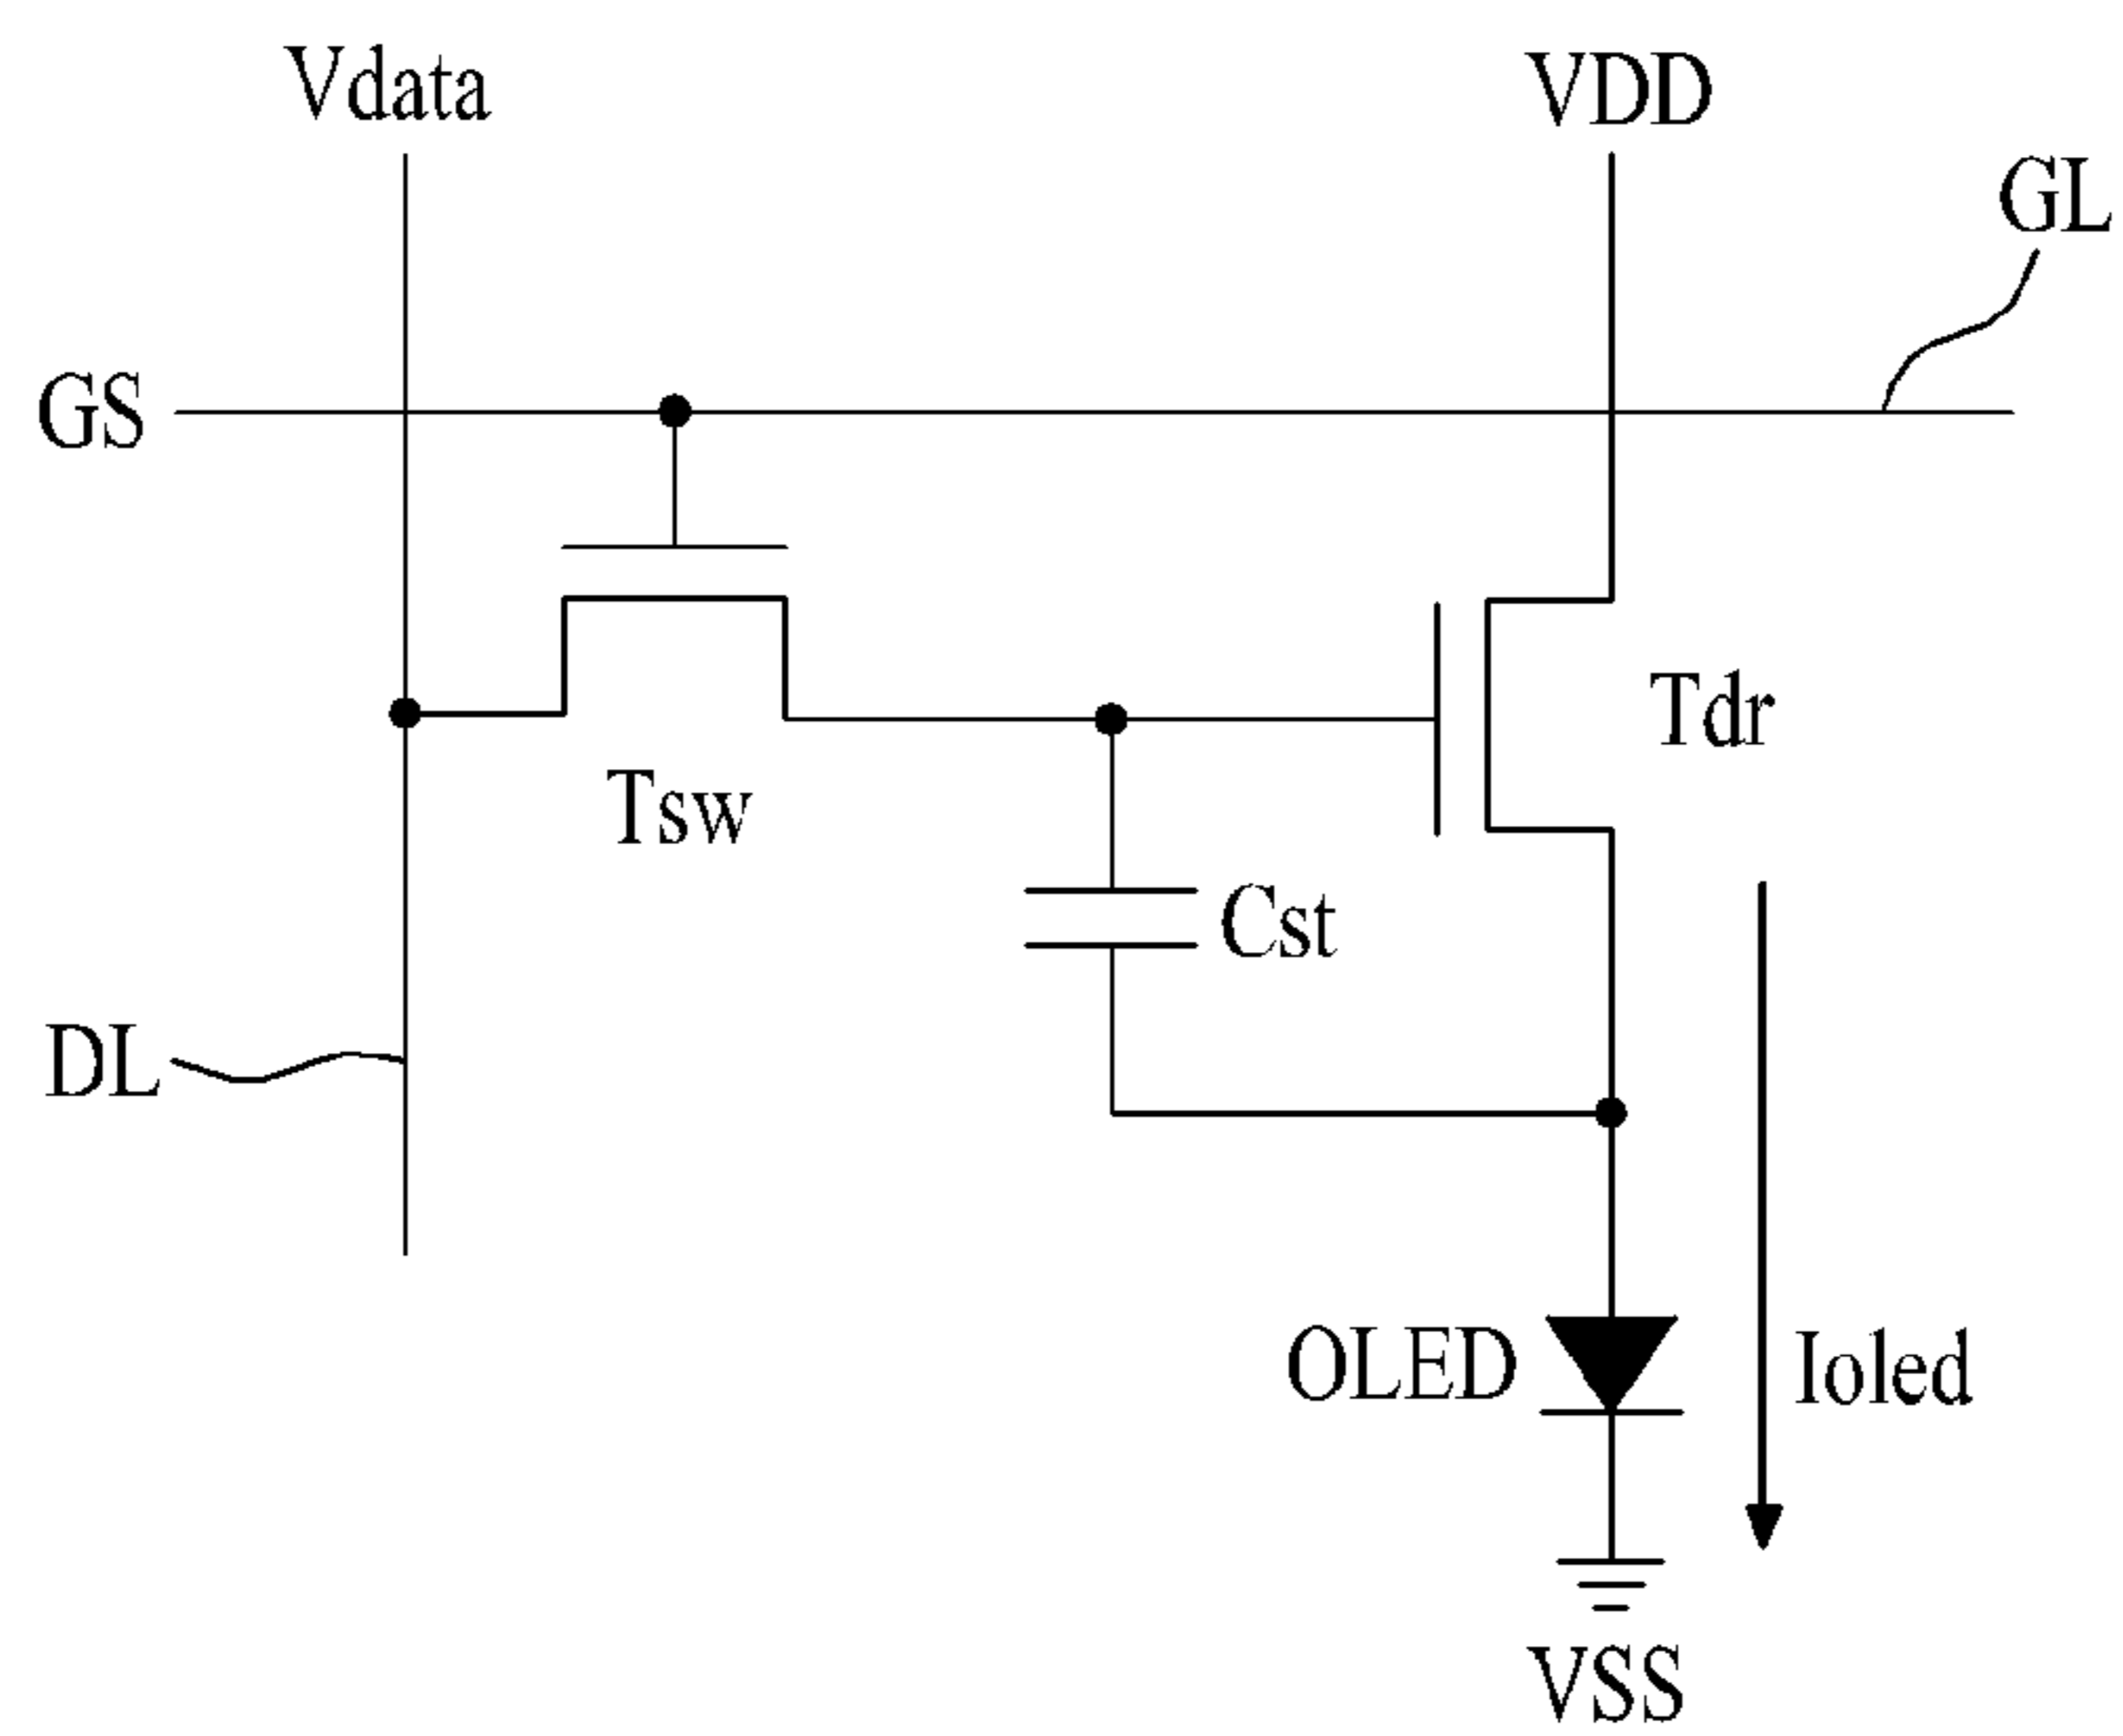 Vdata
VDD
GL
GS
Tdr
Tsw
Cst
DL
OLED
Ioled
VSS